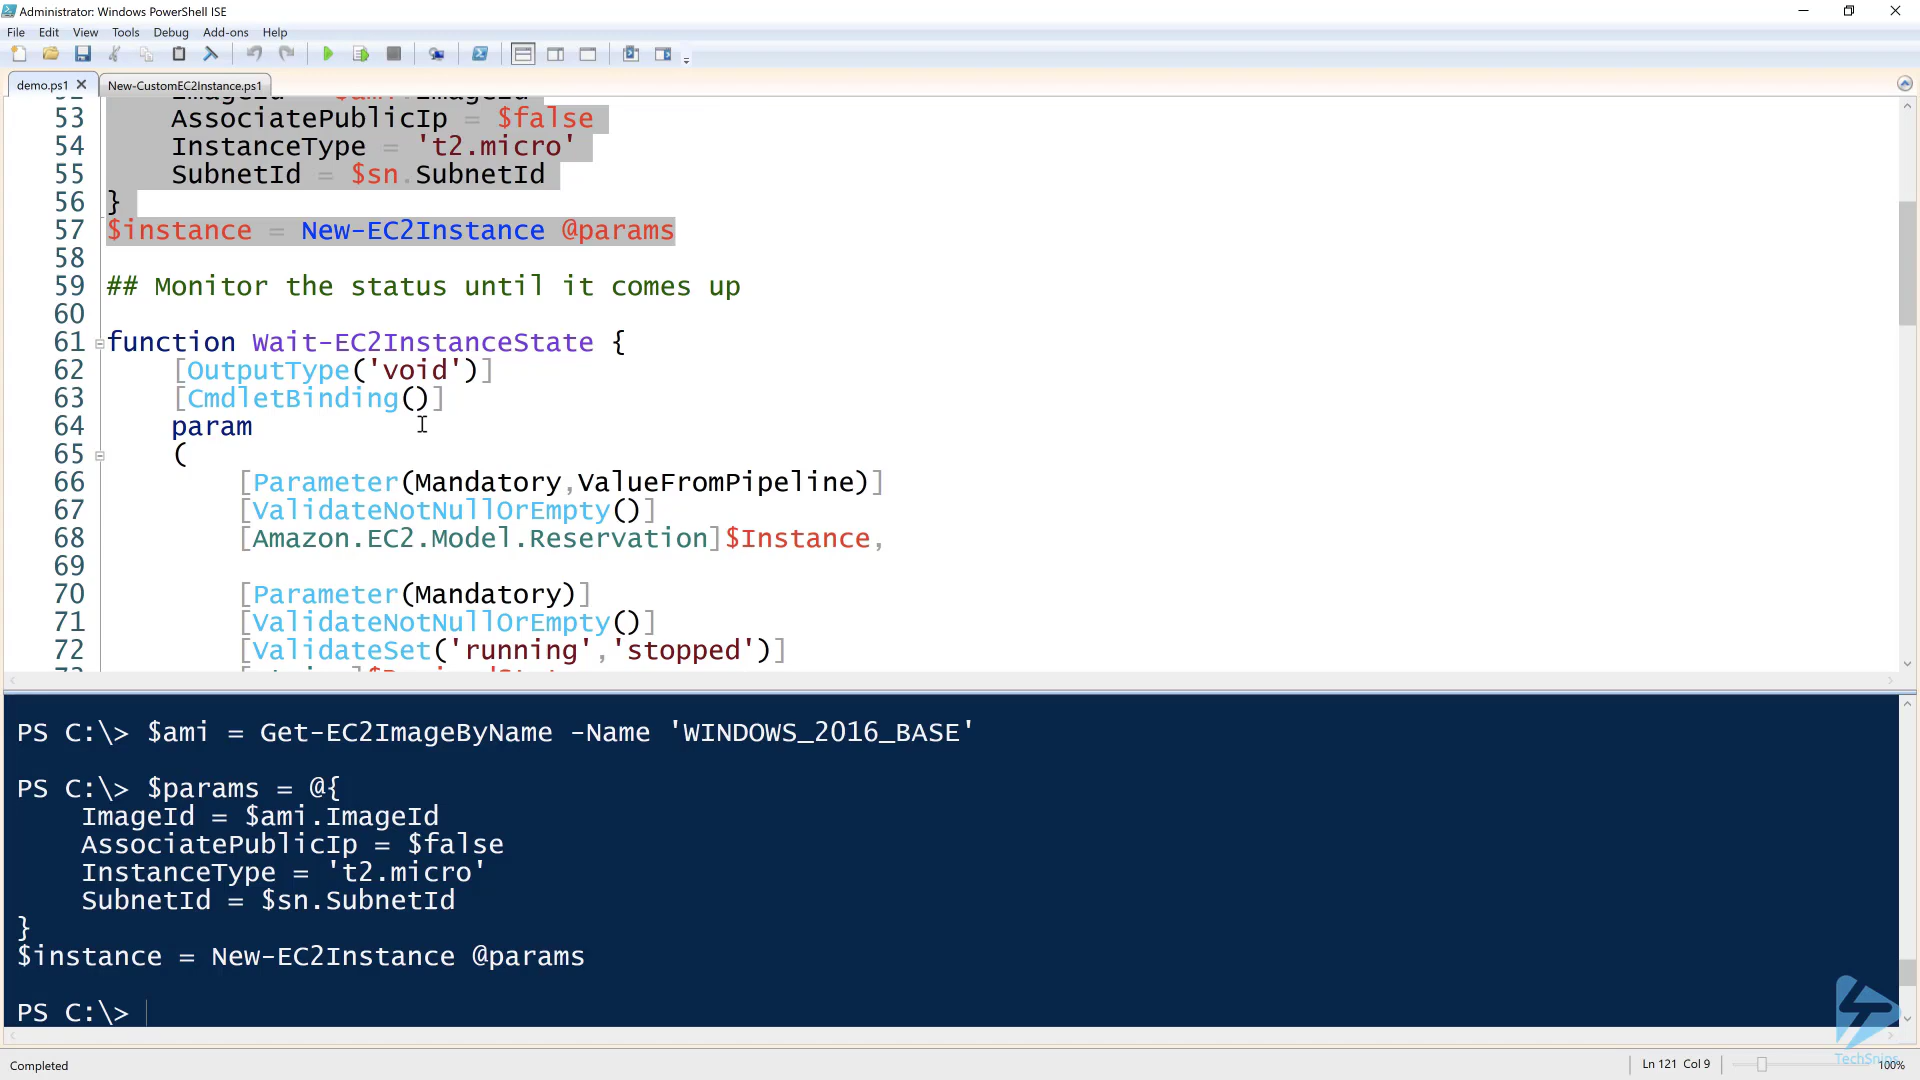 Administrator: Windows PowerShell ISE
File Edit View Tools Debug Add-ons Help
demo.ps1 New-CustomEC2Instance.ps1
53 AssociatePublicIp = $false
54 InstanceType = 't2.micro'
55 SubnetId = $sn.SubnetId
56 }
57 $instance = New-EC2Instance @params
58
59 ## Monitor the status until it comes up
60
61 function Wait-EC2InstanceState {
62 [OutputType('void')]
63 [CmdletBinding()]
64 param
65 (
66 [Parameter(Mandatory,ValueFromPipeline)]
67 [ValidateNotNullOrEmpty()]
68 [Amazon.EC2.Model.Reservation]$Instance,
69
70 [Parameter(Mandatory)]
71 [ValidateNotNullOrEmpty()]
72 [ValidateSet('running','stopped')]
PS C:\> $ami = Get-EC2ImageByName -Name 'WINDOWS_2016_BASE'
PS C:\> $params = @{
ImageId = $ami.ImageId
AssociatePublicIp = $false
InstanceType = 't2.micro'
SubnetId = $sn.SubnetId
}
$instance = New-EC2Instance @params
PS C:\>
TechSnips
Completed
Ln 121 Col 9
100%